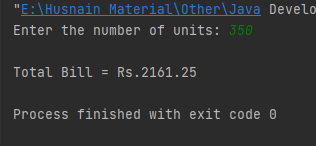 "E:\Husnain Material\Other\Java Develo
Enter the number of units: 350
Total Bill = Rs.2161.25
Process finished with exit code 0